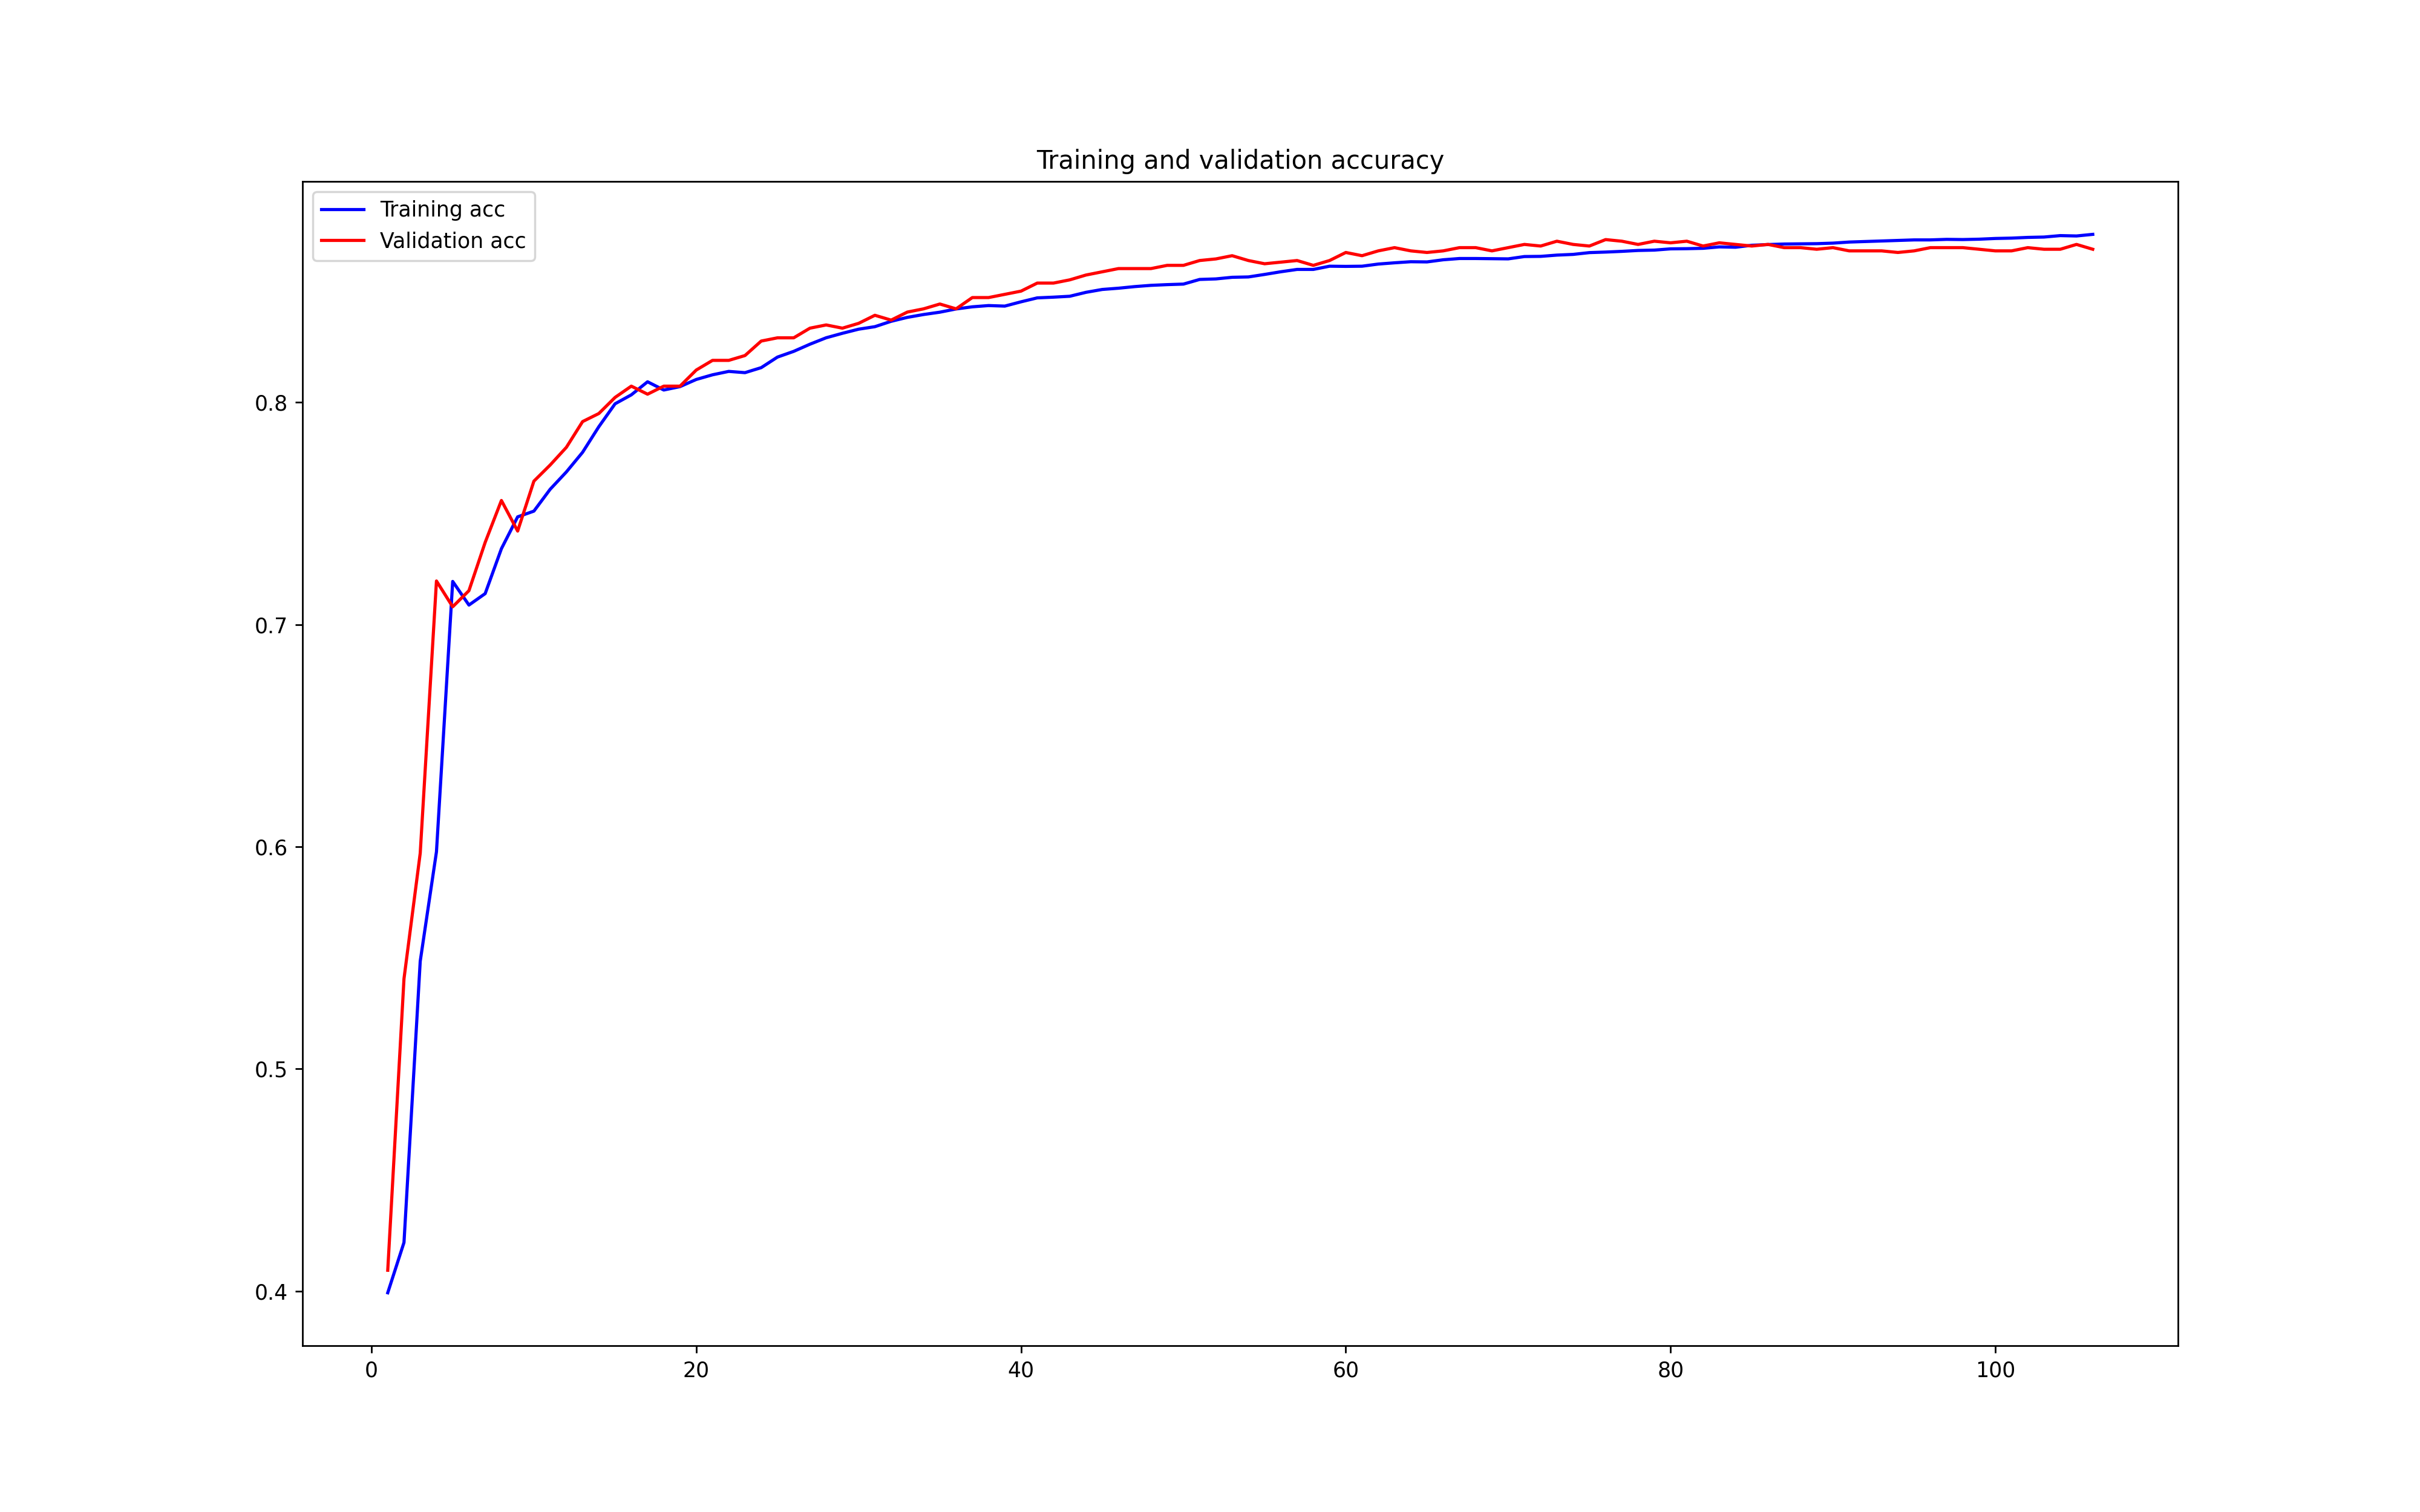 Training and validation accuracy
Training acc
Validation acc
0.8
0.7
0.6
0.5
0.4
0 20 40 60 80 100